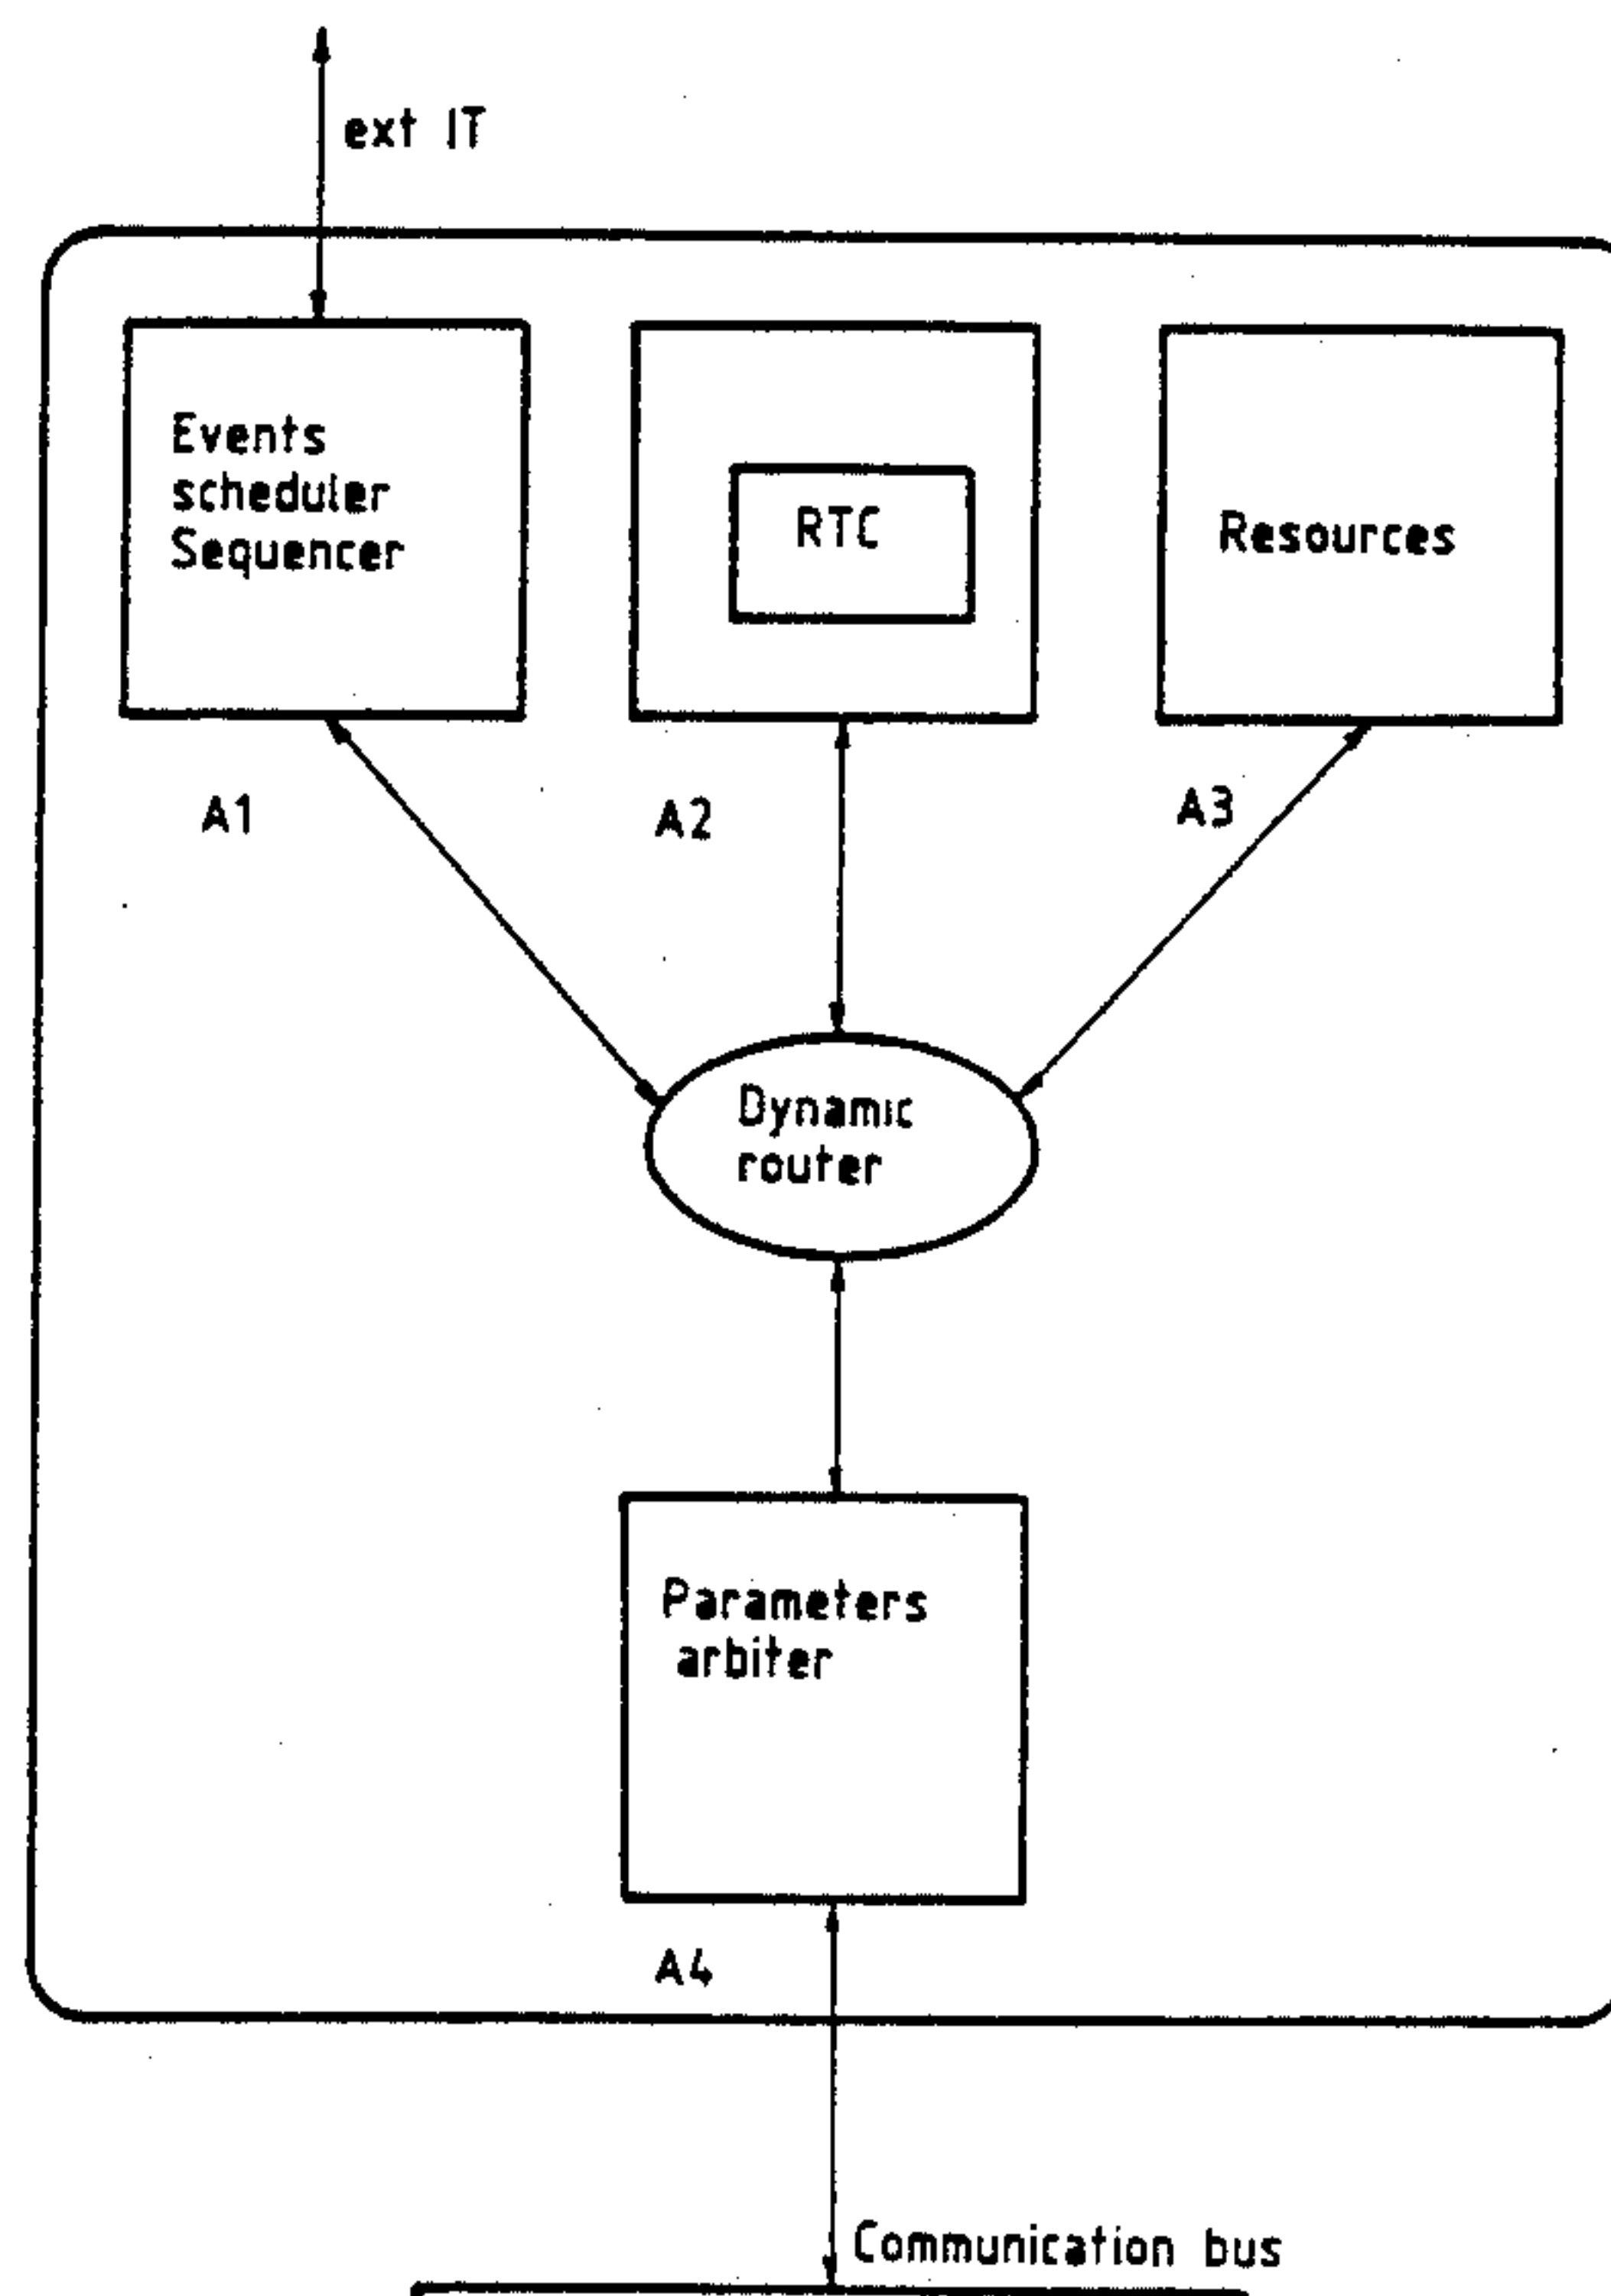 ext IT
Events
scheduler
Sequencer
RTC
Resources
A1
A2
A3
Dynamic
router
Parameters
arbiter
A4
Communication bus